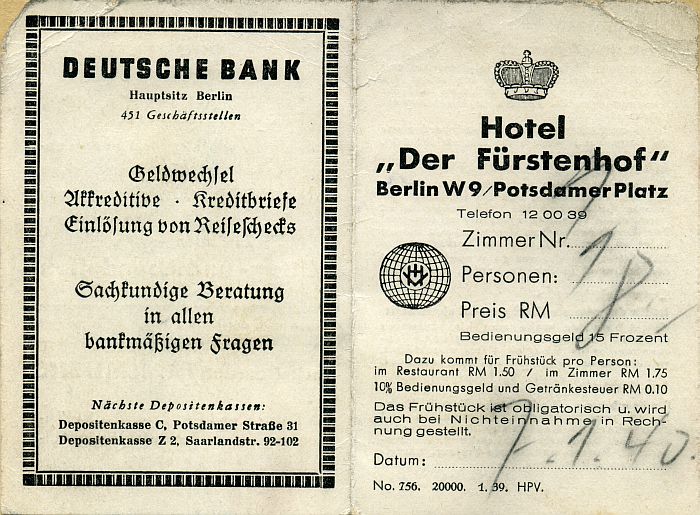 DEUTSCHE BANK
Hauptsitz Berlin
451 Geschäftsstellen
Geldwechsel
Akkreditive · Kreditbriefe
Einlösung von Reiseschecks
Sachkundige Beratung
in allen
bankmäßigen Fragen
Nächste Depositenkassen:
Depositenkasse C, Potsdamer Straße 31
Depositenkasse Z 2, Saarlandstr. 92-102
Hotel
„Der Fürstenhof“
Berlin W9/Potsdamer Platz
Telefon 12 00 39
Zimmer Nr.
Personen:
Preis RM
Bedienungsgeld 15 Prozent
Dazu kommt für Frühstück pro Person:
im Restaurant RM 1.50 / im Zimmer RM 1.75
10% Bedienungsgeld und Getränkesteuer RM 0.10
Das Frühstück ist obligatorisch u. wird
auch bei Nichteinnahme in Rech-
nung gestellt.
Datum: 7.1.40.
No. 756. 20000. 1. 39. HPV.